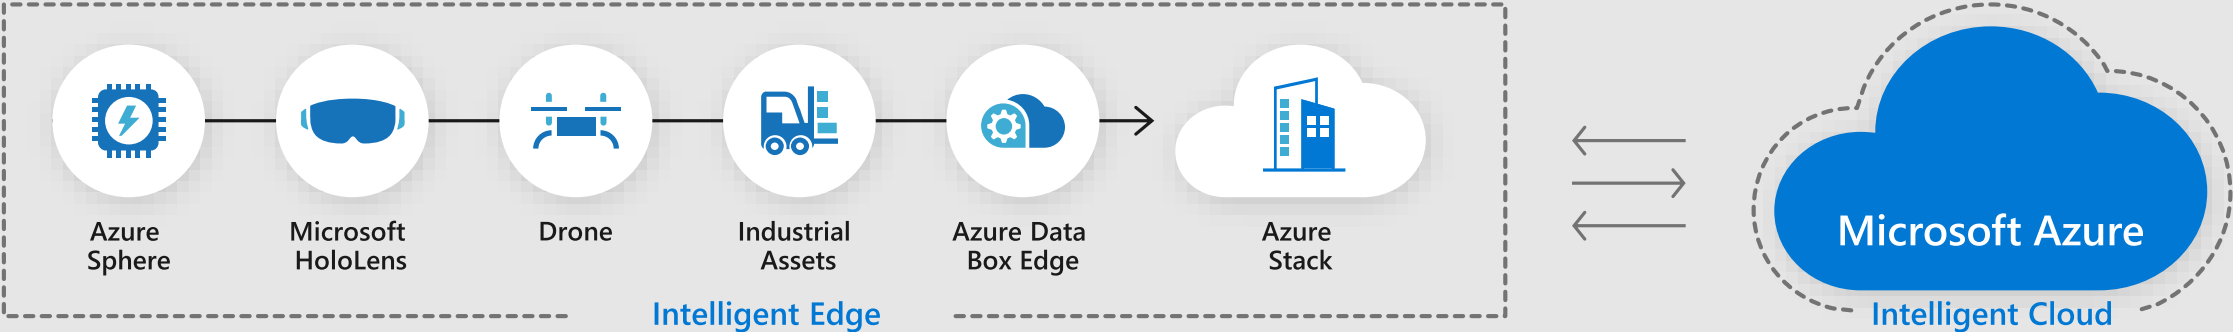 Azure
Sphere
Microsoft
HoloLens
Drone
Industrial
Assets
Azure Data
Box Edge
Azure
Stack
Intelligent Edge
Microsoft Azure
Intelligent Cloud